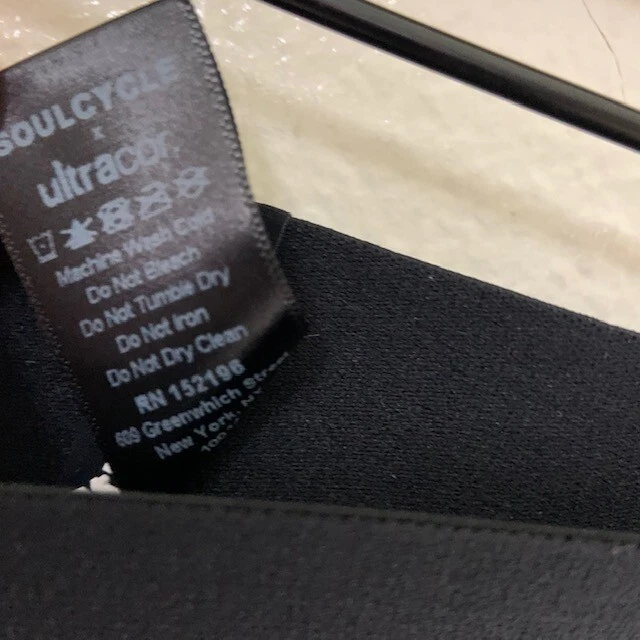 SOULCYCLE
x
ultracor
Machine Wash Cold
Do Not Bleach
Do Not Tumble Dry
Do Not Iron
Do Not Dry Clean
RN 152198
609 Greenwhich Street
New York,